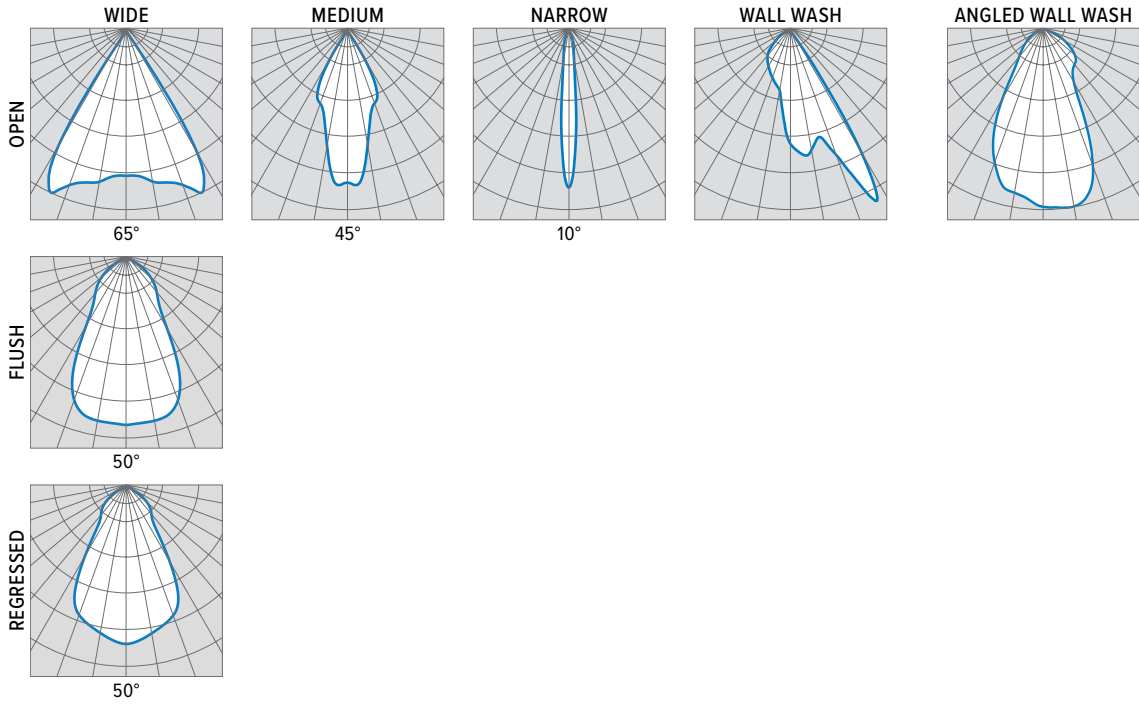 WIDE
MEDIUM
NARROW
WALL WASH
ANGLED WALL WASH
OPEN
65°
45°
10°
FLUSH
50°
REGRESSED
50°